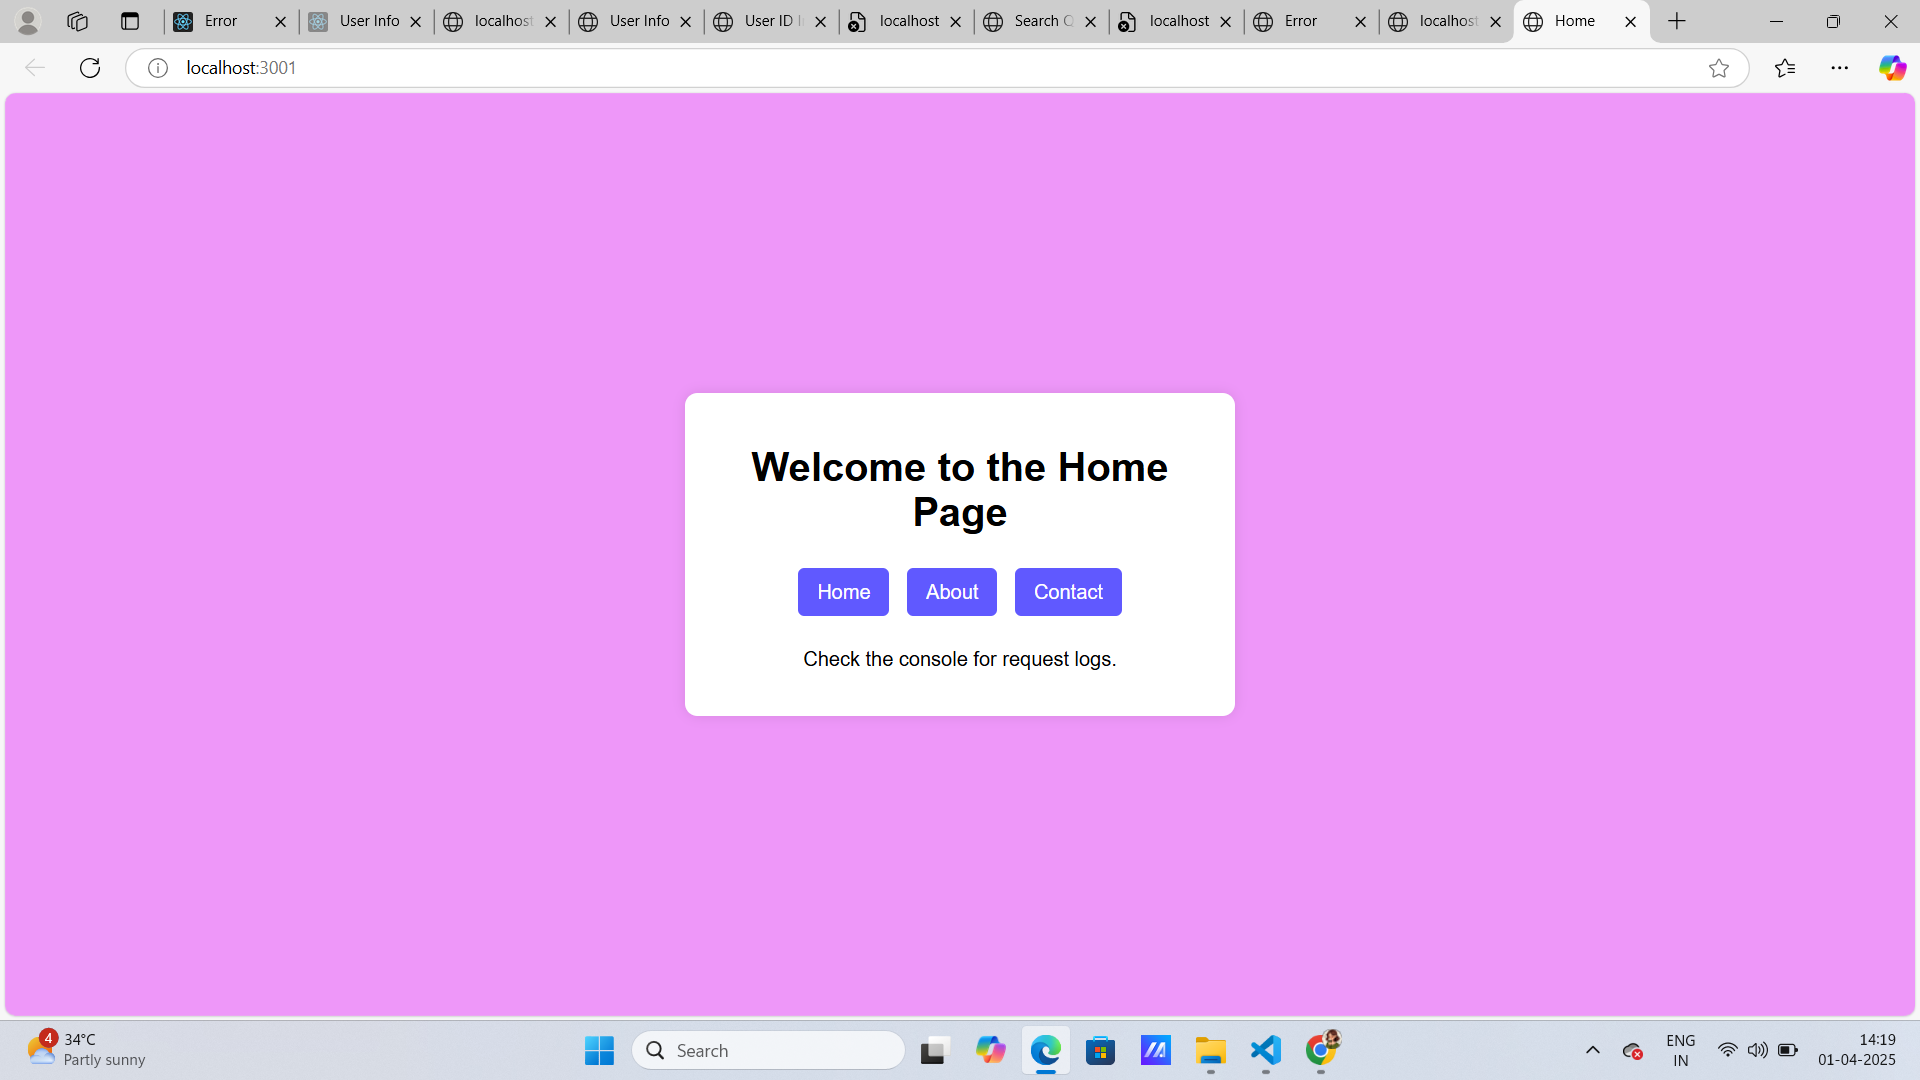 Error
User Info
localhost
User Info
User ID I
localhost
Search Q
localhost
Error
localhost
Home
localhost:3001
Welcome to the Home
Page
Home About Contact
Check the console for request logs.
4
34°C
Partly sunny
Search
ENG
IN
14:19
01-04-2025